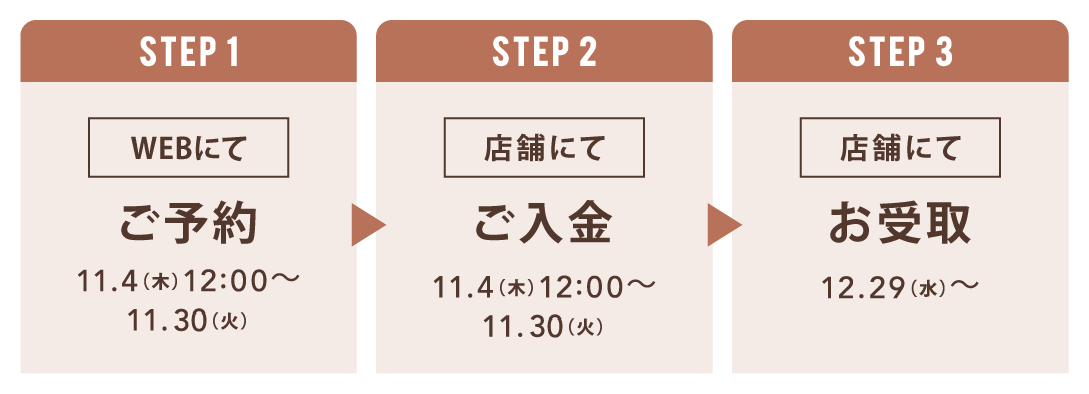 STEP 1
WEBにて
ご予約
11.4(木)12:00〜
11.30(火)
STEP 2
店舗にて
ご入金
11.4(木)12:00〜
11.30(火)
STEP 3
店舗にて
お受取
12.29(水)〜